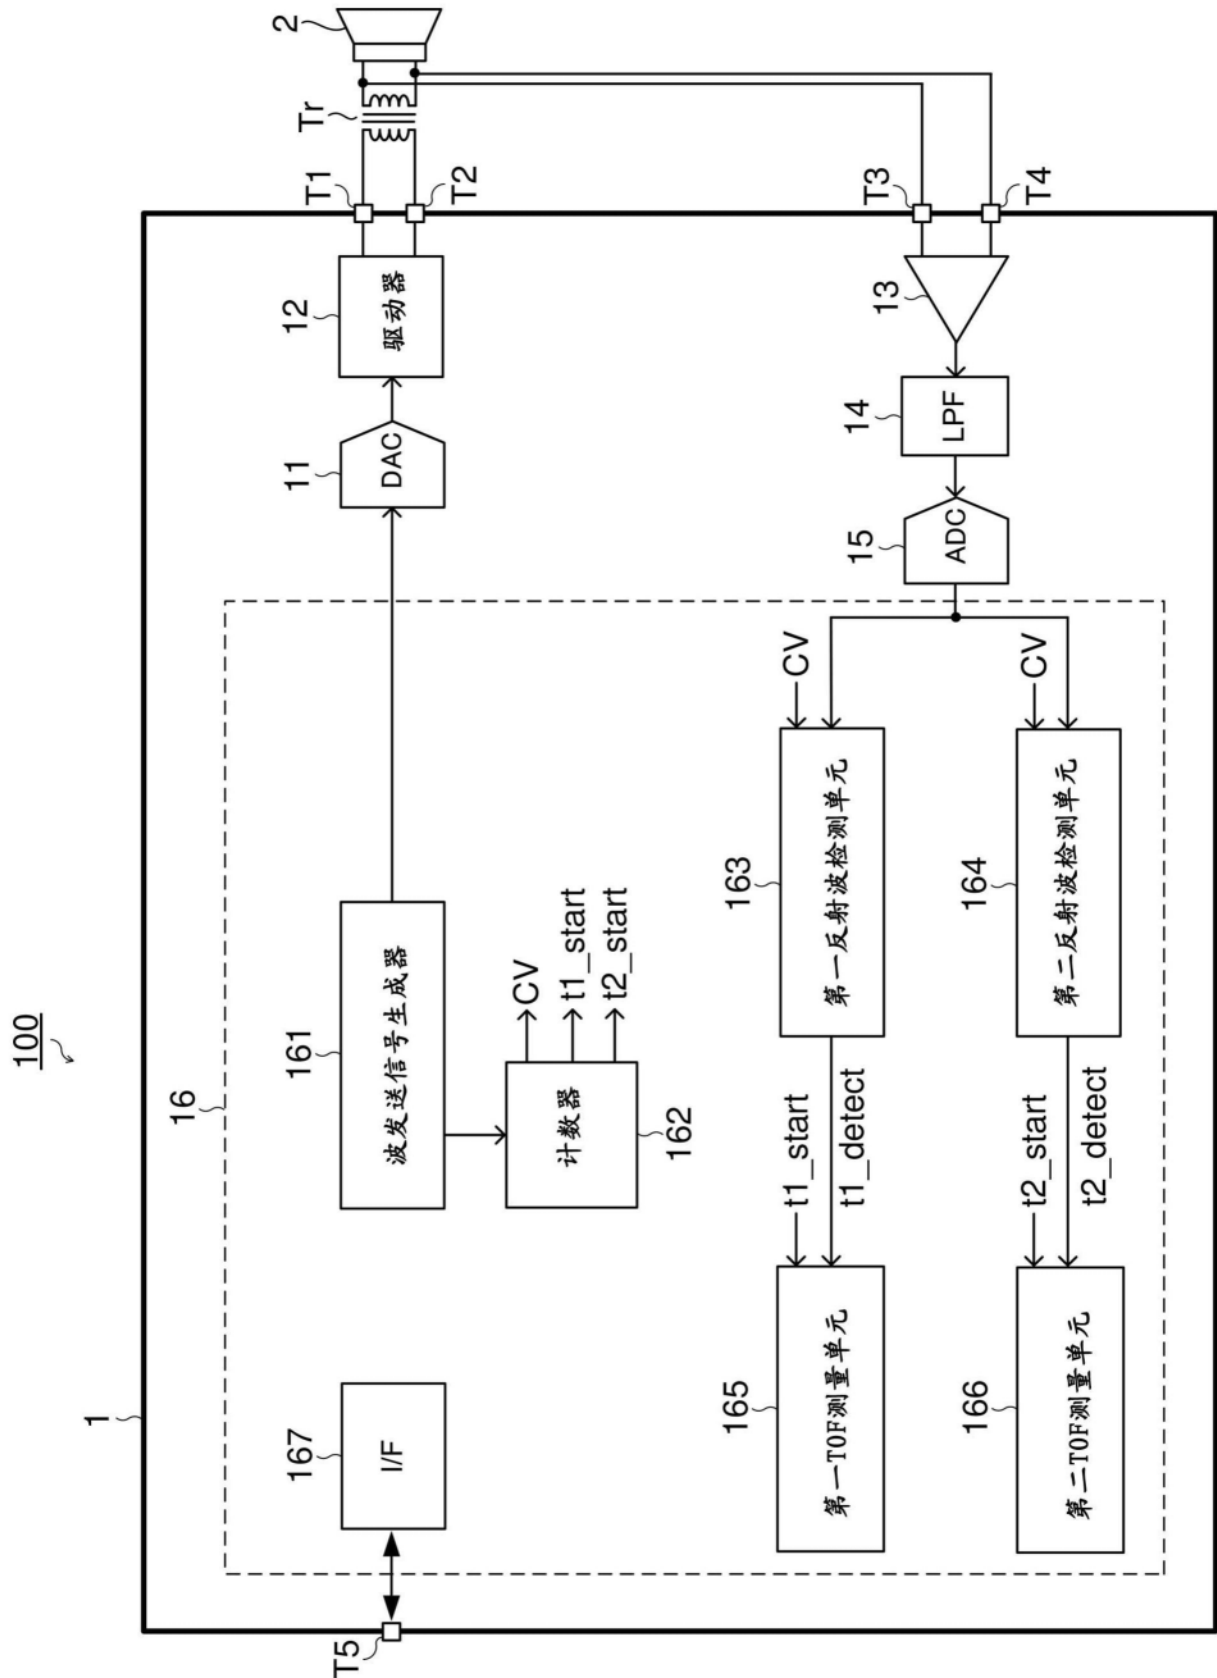 100
1
16
167
161
11
12
Tr
2
T5
I/F
波发送信号生成器
DAC
驱动器
T1
T2
CV
t1_start
t2_start
计数器
162
165
t1_start
163
CV
第一TOF测量单元
t1_detect
第一反射波检测单元
15
14
13
T3
ADC
LPF
166
t2_start
164
CV
T4
第二TOF测量单元
t2_detect
第二反射波检测单元